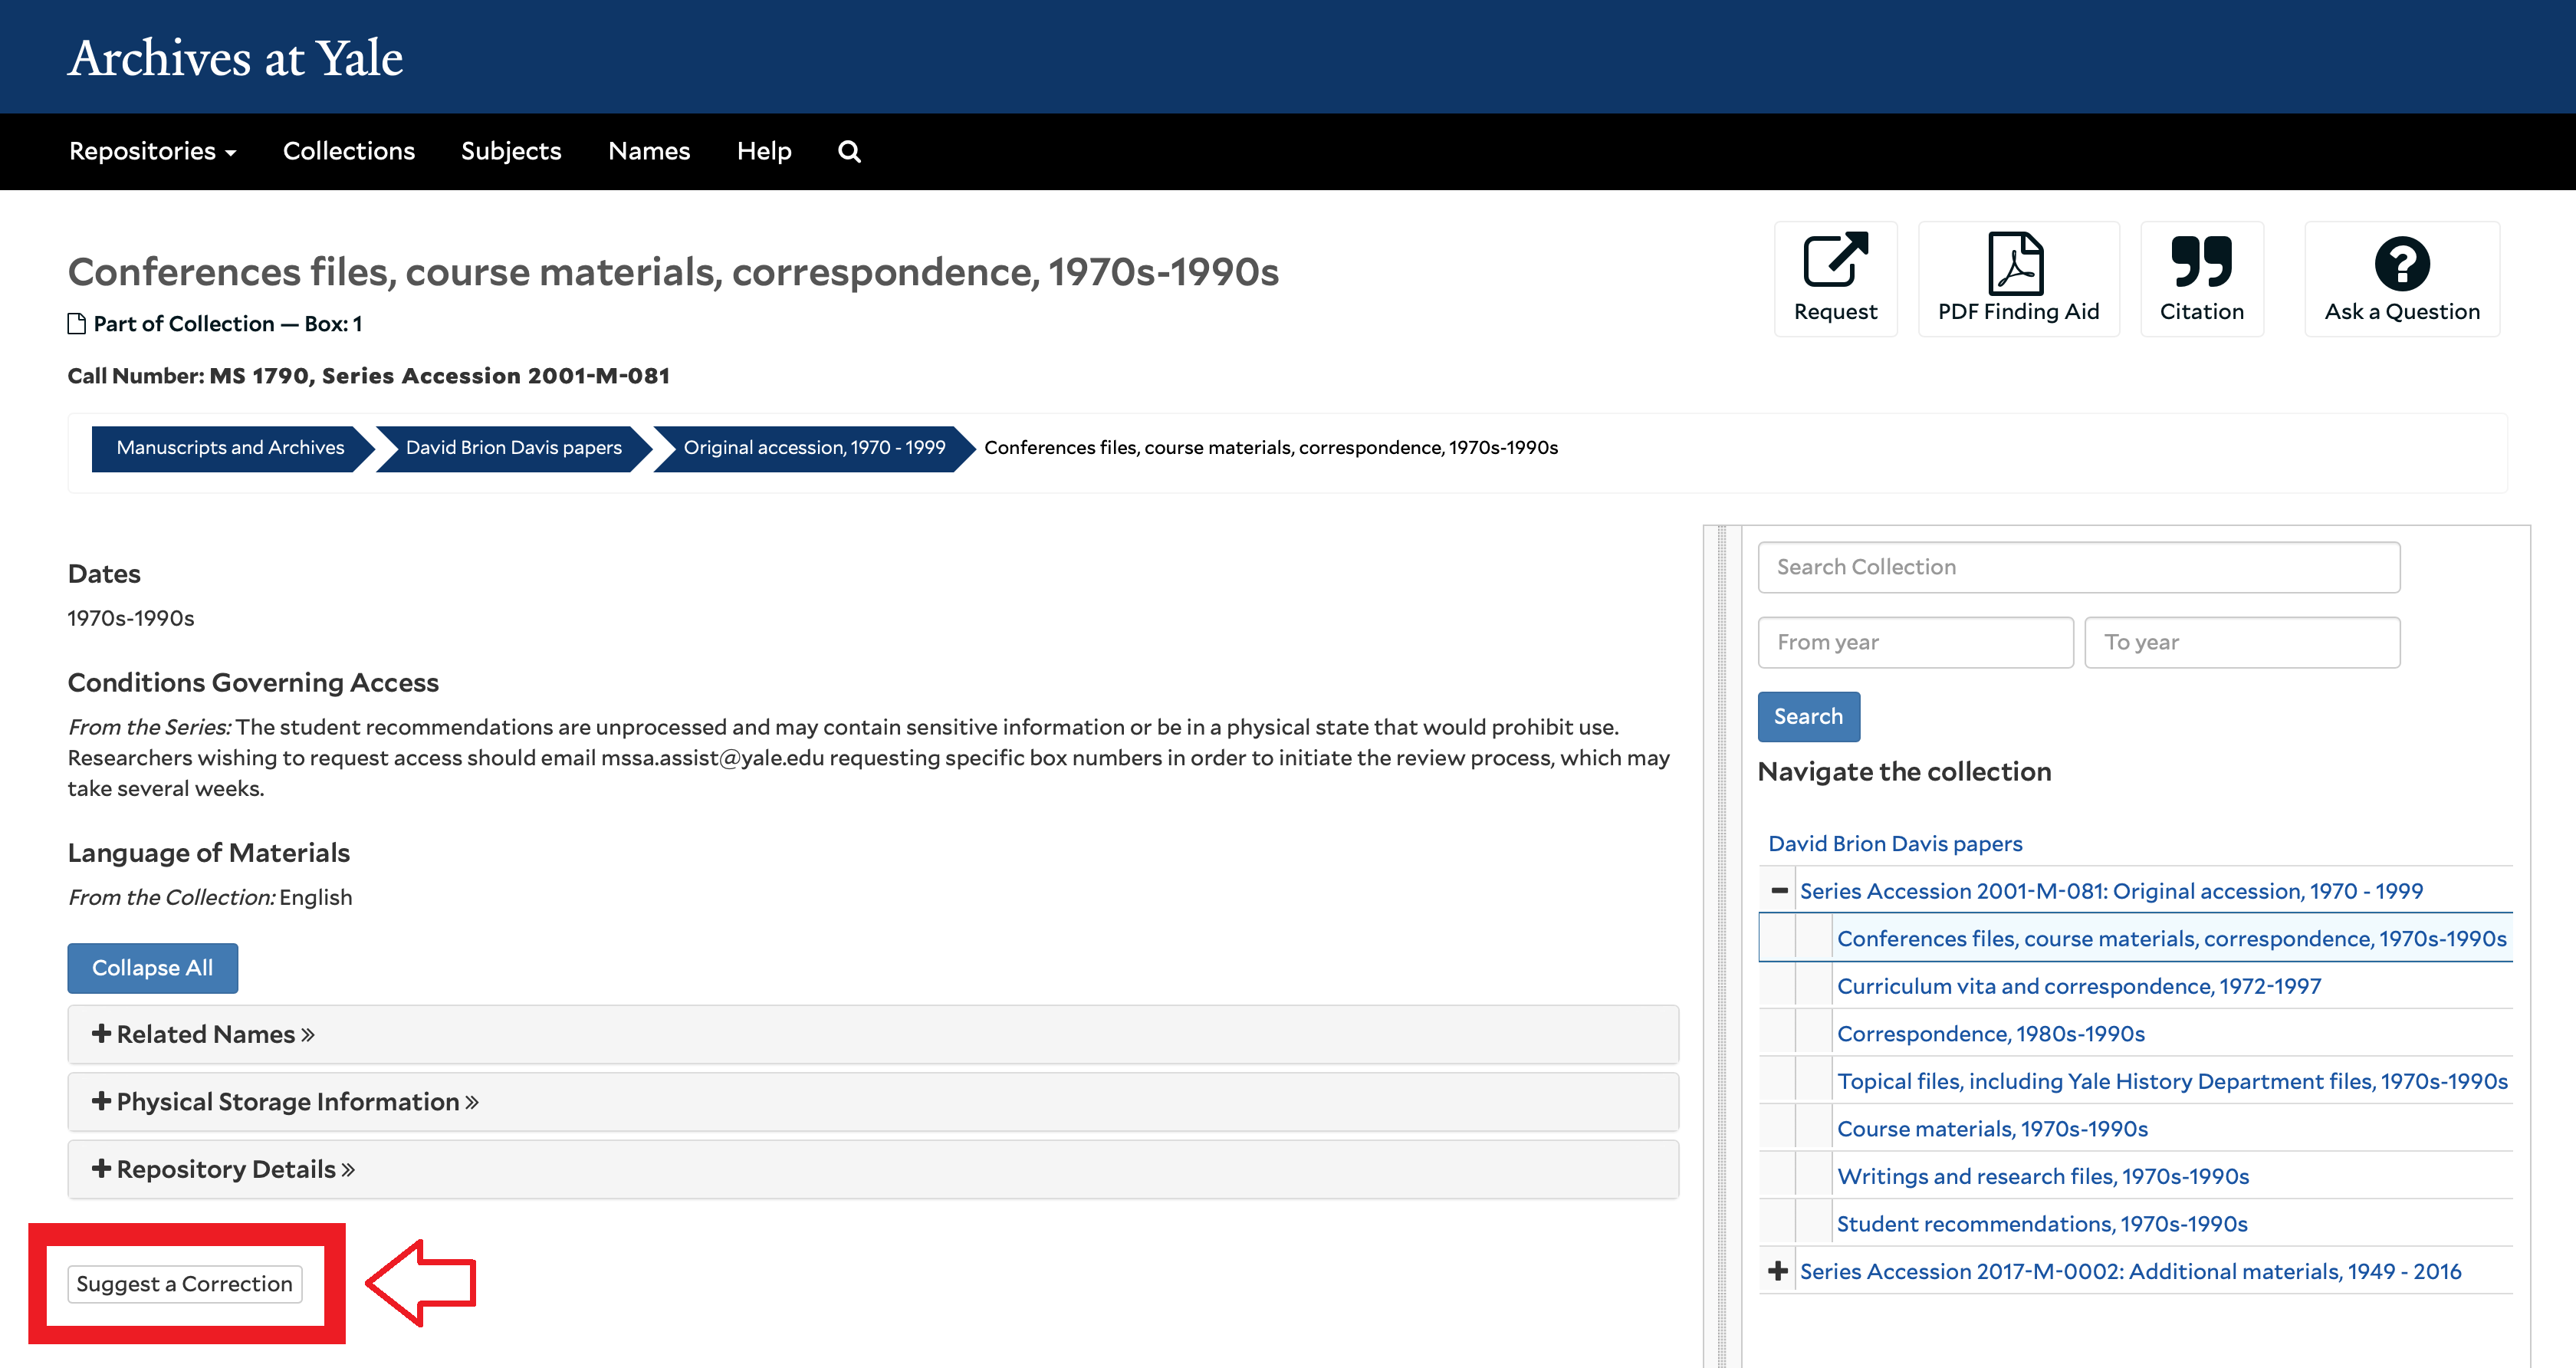 Archives at Yale
Repositories Collections Subjects Names Help
Conferences files, course materials, correspondence, 1970s-1990s
Part of Collection — Box: 1
Call Number: MS 1790, Series Accession 2001-M-081
Request
PDF Finding Aid
Citation
Ask a Question
Manuscripts and Archives
David Brion Davis papers
Original accession, 1970 - 1999
Conferences files, course materials, correspondence, 1970s-1990s
Dates
1970s-1990s
Conditions Governing Access
From the Series: The student recommendations are unprocessed and may contain sensitive information or be in a physical state that would prohibit use.
Researchers wishing to request access should email mssa.assist@yale.edu requesting specific box numbers in order to initiate the review process, which may
take several weeks.
Language of Materials
From the Collection: English
Collapse All
Related Names »
Physical Storage Information »
Repository Details »
Suggest a Correction
Search Collection
From year
To year
Search
Navigate the collection
David Brion Davis papers
Series Accession 2001-M-081: Original accession, 1970 - 1999
Conferences files, course materials, correspondence, 1970s-1990s
Curriculum vita and correspondence, 1972-1997
Correspondence, 1980s-1990s
Topical files, including Yale History Department files, 1970s-1990s
Course materials, 1970s-1990s
Writings and research files, 1970s-1990s
Student recommendations, 1970s-1990s
Series Accession 2017-M-0002: Additional materials, 1949 - 2016